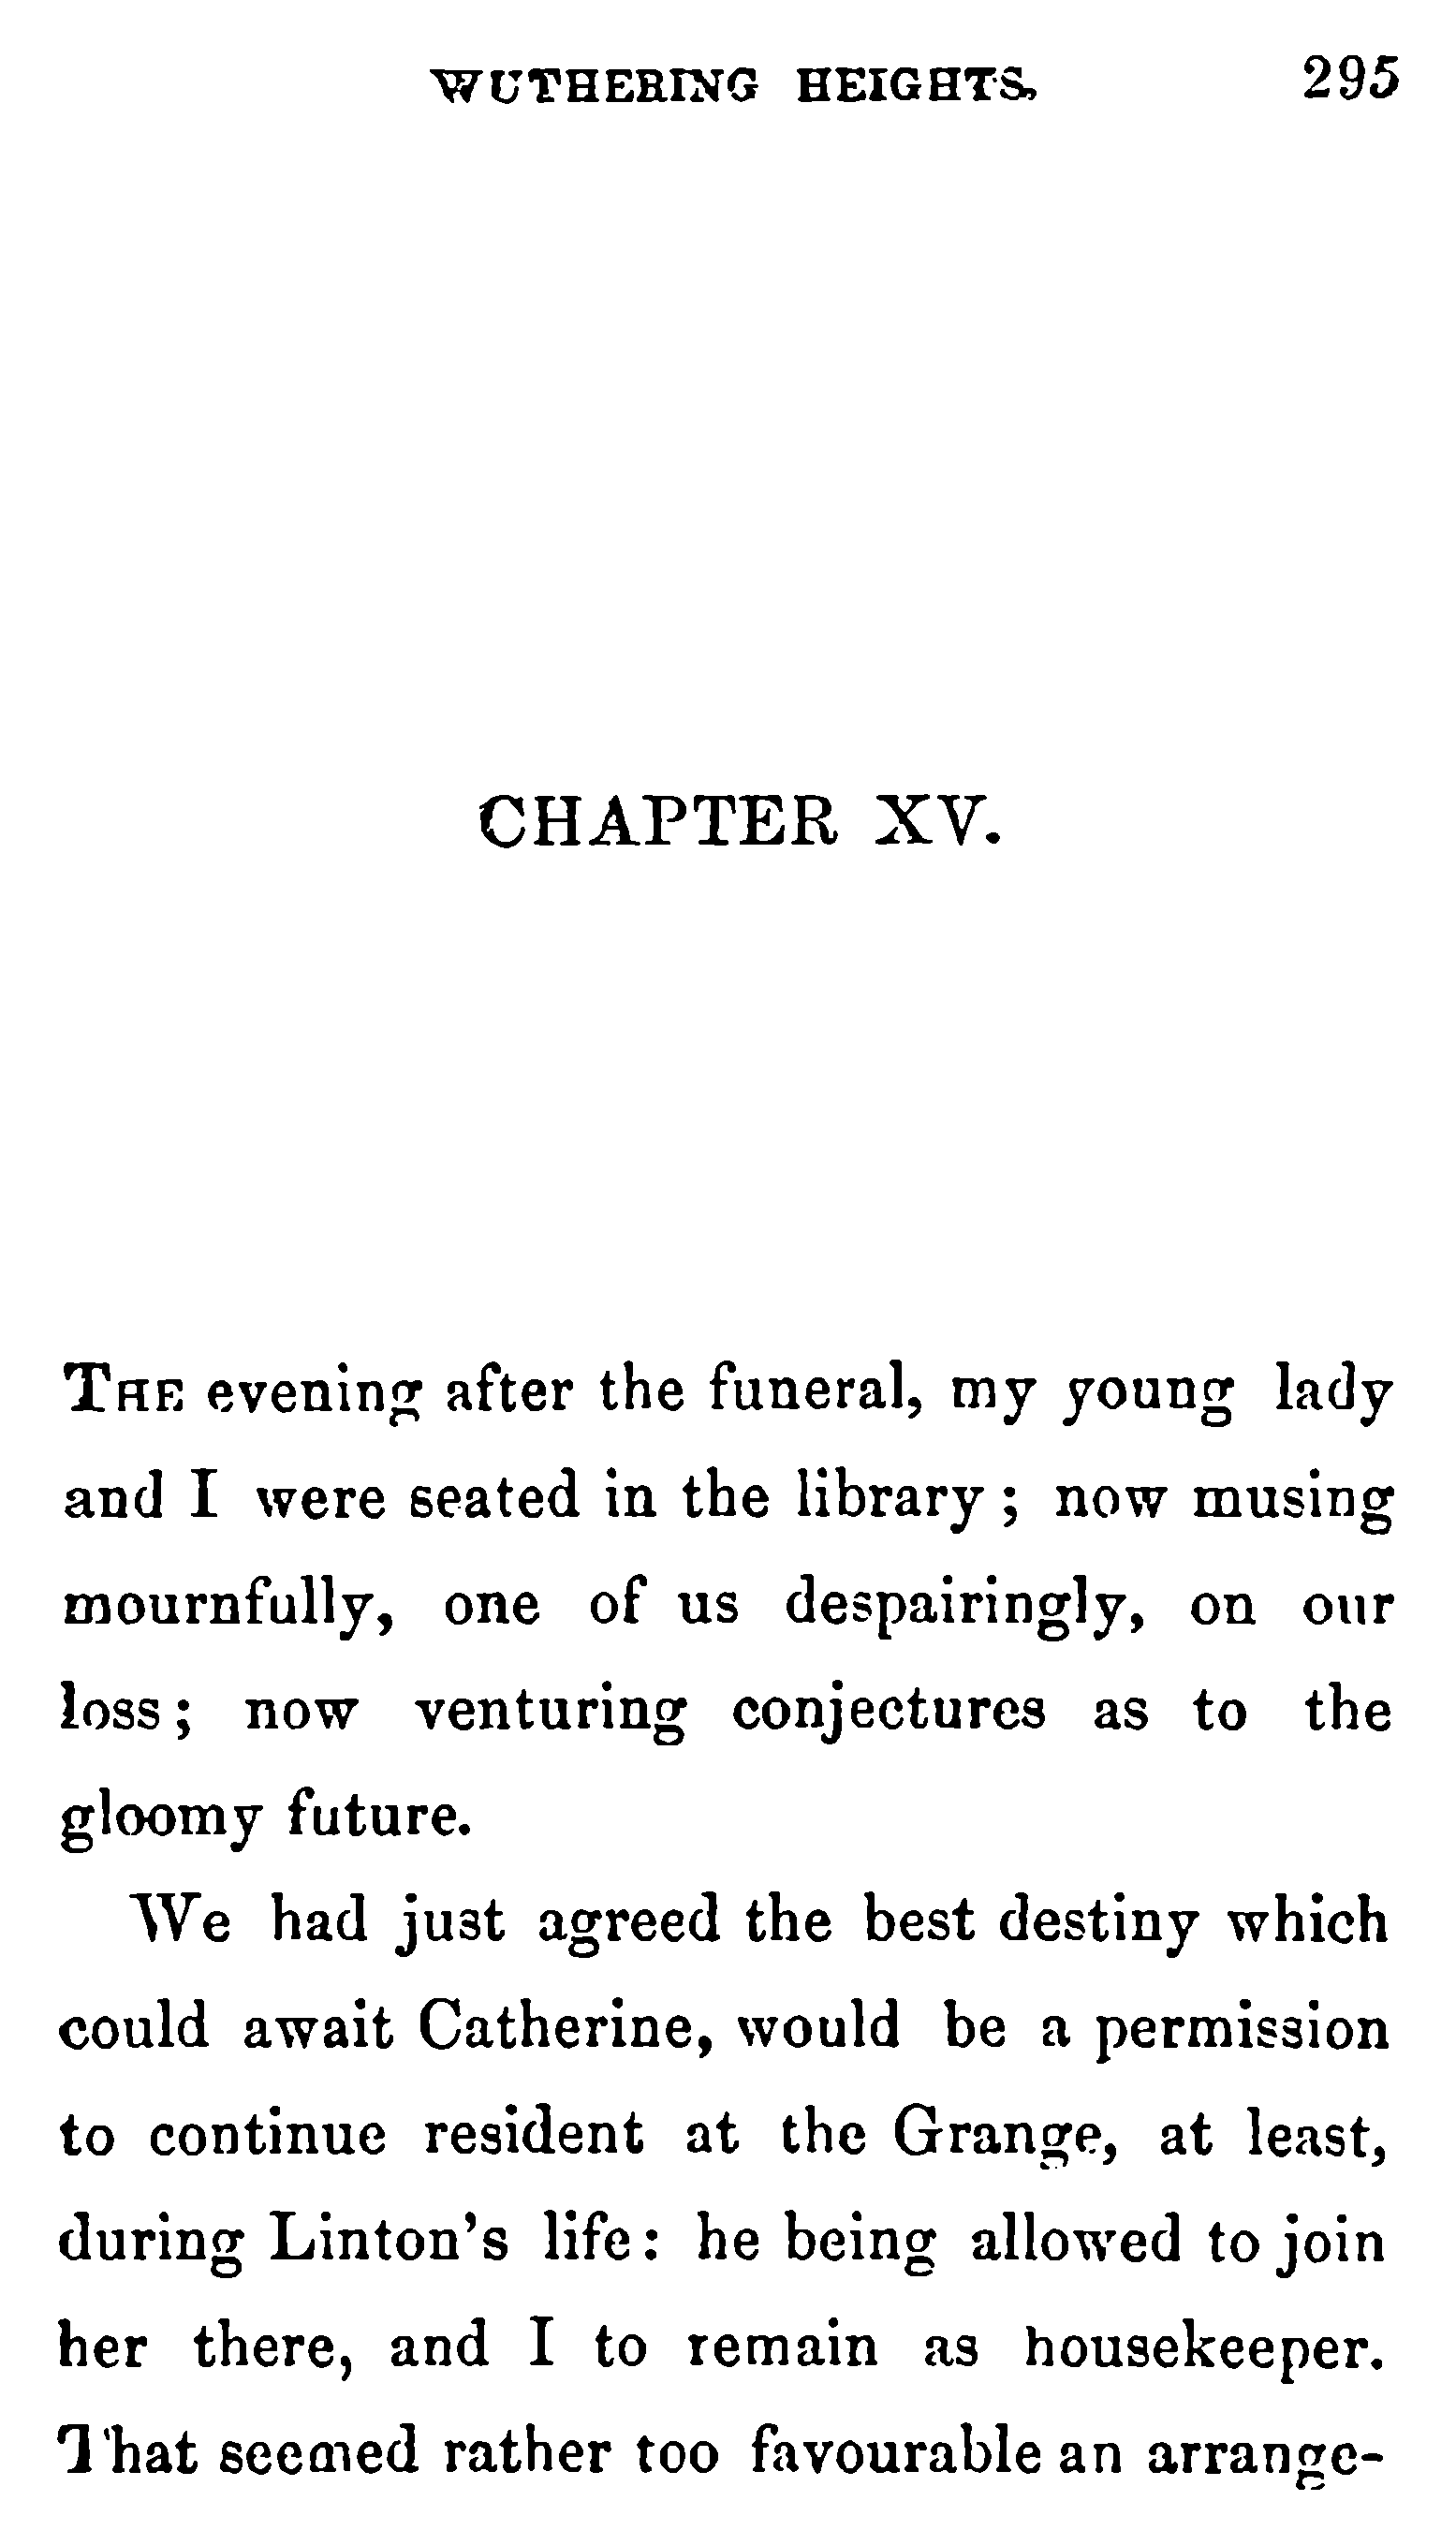 WUTHERING HEIGHTS. 295
CHAPTER XV.
THE evening after the funeral, my young lady
and I were seated in the library ; now musing
mournfully, one of us despairingly, on our
loss ; now venturing conjectures as to the
gloomy future.
We had just agreed the best destiny which
could await Catherine, would be a permission
to continue resident at the Grange, at least,
during Linton's life : he being allowed to join
her there, and I to remain as housekeeper.
That seemed rather too favourable an arrange-